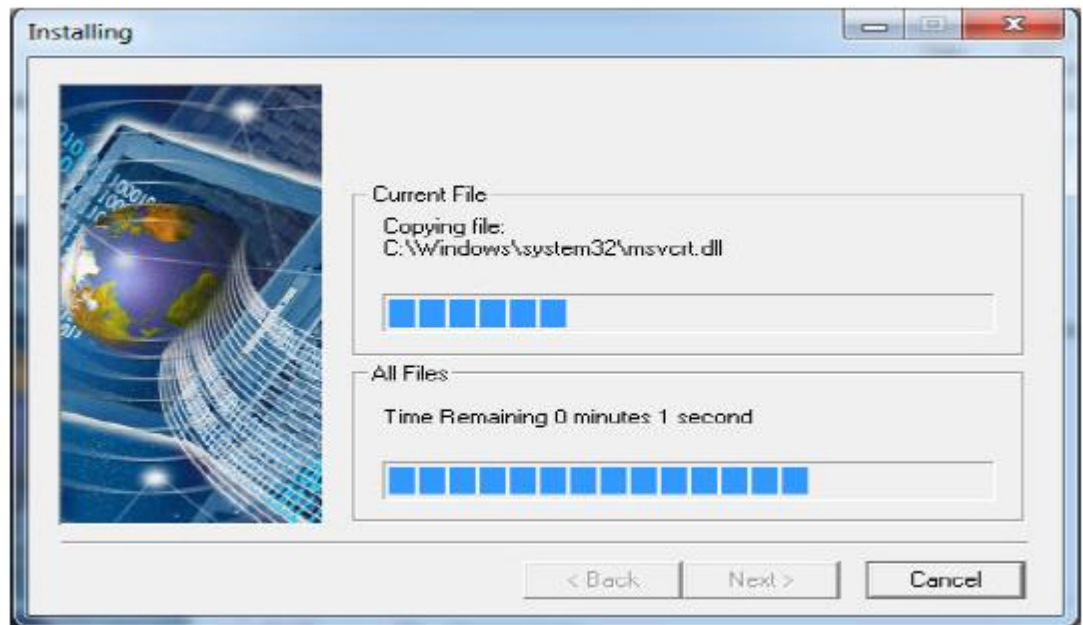 Installing
Current File
Copying file:
C:\Windows\system32\msvcrt.dll
All Files
Time Remaining 0 minutes 1 second
< Back
Next >
Cancel